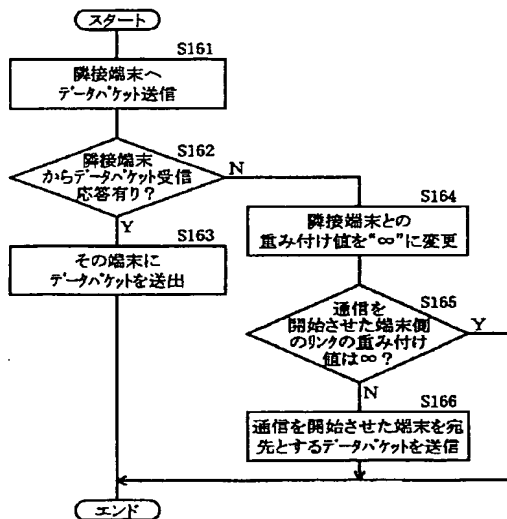 スタート
S161
隣接端末へ
データパケット送信
S162
隣接端末
からデータパケット受信
応答有り？
N
Y
S163
その端末に
データパケットを送出
S164
隣接端末との
重み付け値を“∞”に変更
S165
通信を
開始させた端末側
のリンクの重み付け
値は∞？
Y
N
S166
通信を開始させた端末を宛
先とするデータパケットを送信
エンド